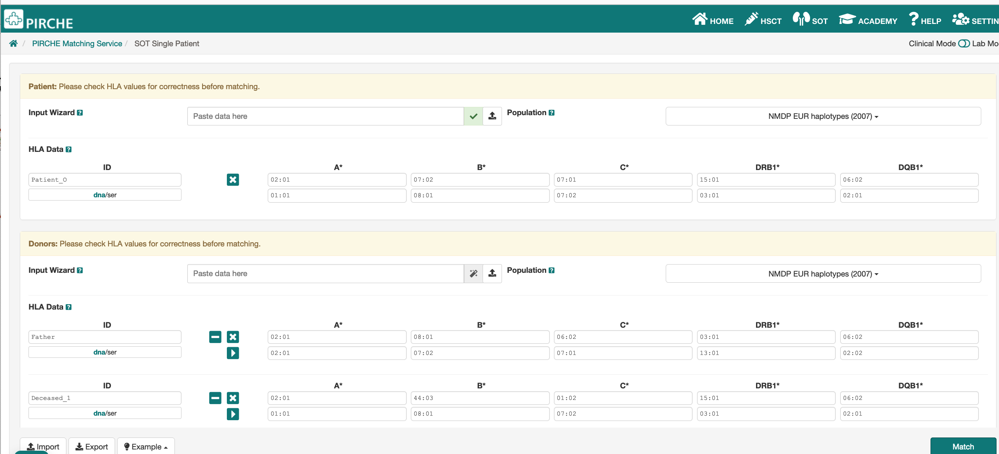 PIRCHE
HOME HSCT SOT ACADEMY HELP SETTIN
/ PIRCHE Matching Service / SOT Single Patient
Clinical Mode Lab Mo
Patient: Please check HLA values for correctness before matching.
Input Wizard ? Paste data here Population ? NMDP EUR haplotypes (2007)
HLA Data ?
ID A* B* C* DRB1* DQB1*
Patient_O 02:01 07:02 07:01 15:01 06:02
dna/ser 01:01 08:01 07:02 03:01 02:01
Donors: Please check HLA values for correctness before matching.
Input Wizard ? Paste data here Population ? NMDP EUR haplotypes (2007)
HLA Data ?
ID A* B* C* DRB1* DQB1*
Father 02:01 08:01 06:02 03:01 06:02
dna/ser 02:01 07:02 07:01 13:01 02:02
ID A* B* C* DRB1* DQB1*
Deceased_1 02:01 44:03 01:02 15:01 06:02
dna/ser 01:01 08:01 07:02 03:01 02:01
Import Export Example Match